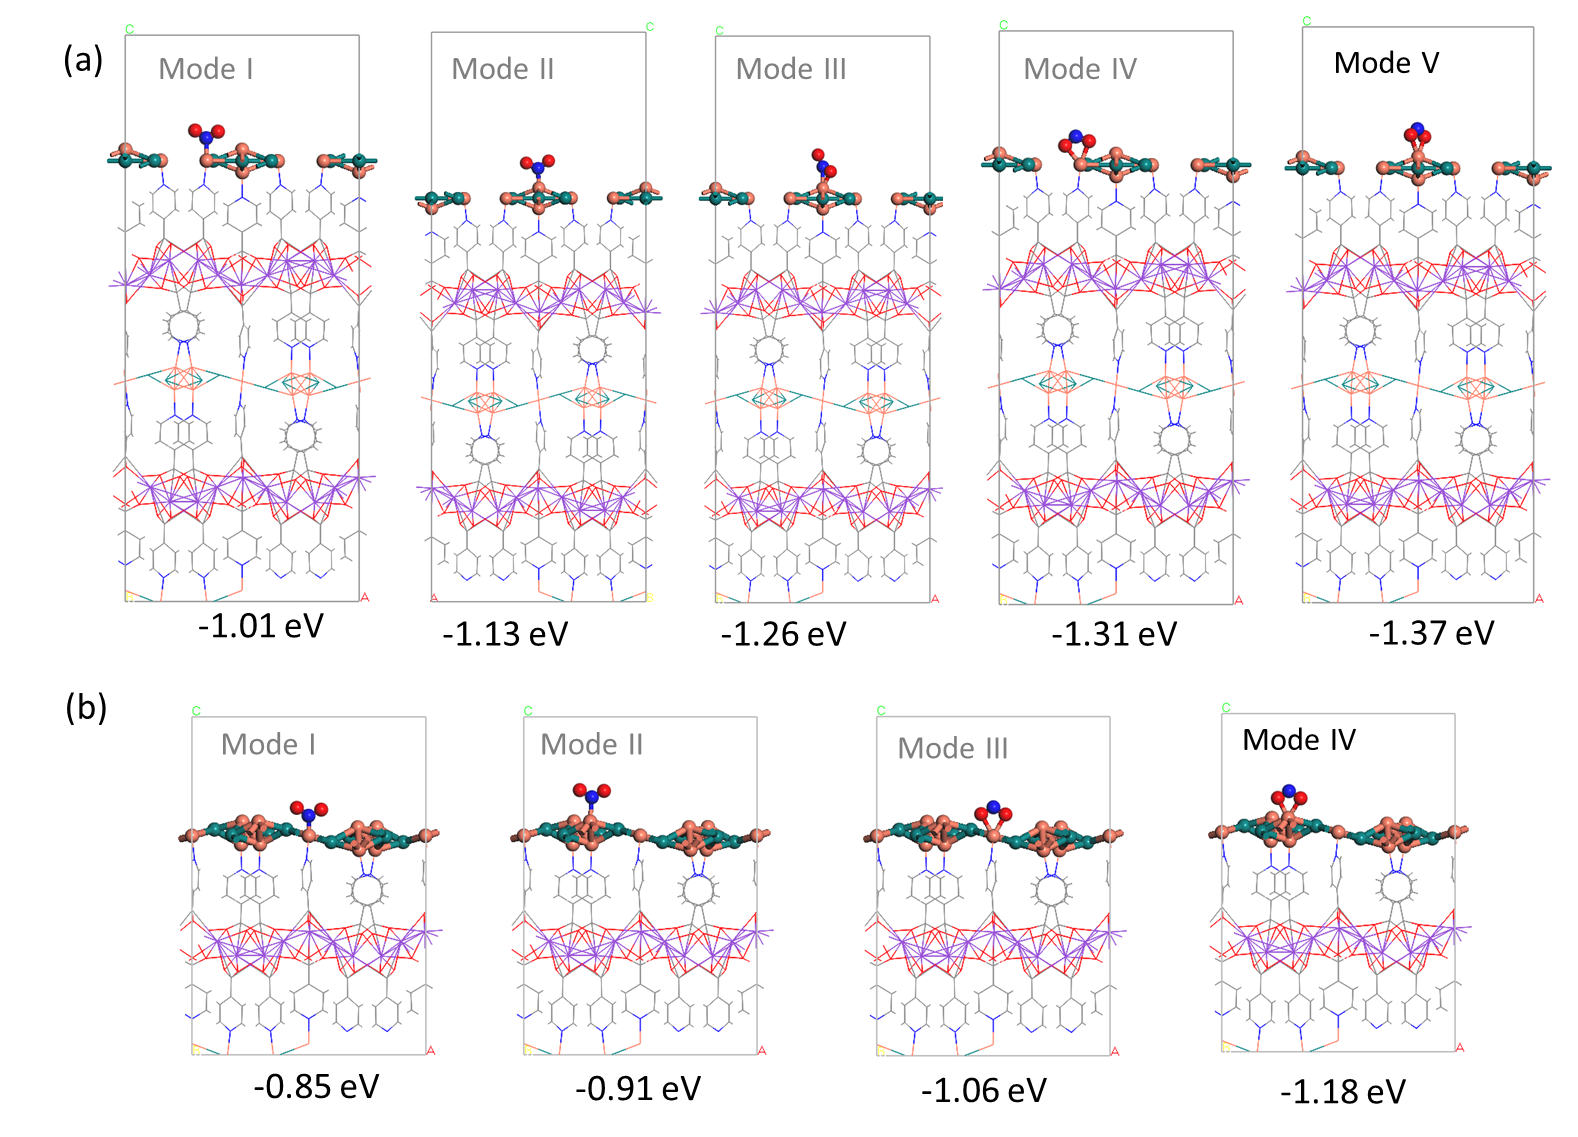 (a)
C
Mode I
A
-1.01 eV
C
Mode II
A
-1.13 eV
C
Mode III
A
-1.26 eV
C
Mode IV
A
-1.31 eV
C
Mode V
A
-1.37 eV
(b)
C
Mode I
A
-0.85 eV
C
Mode II
A
-0.91 eV
C
Mode III
A
-1.06 eV
C
Mode IV
A
-1.18 eV